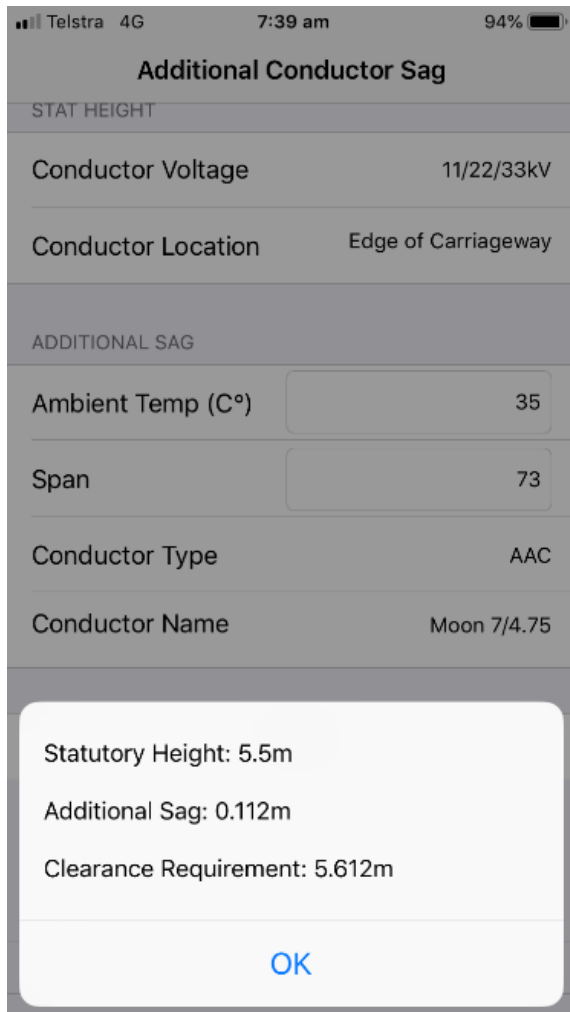 Telstra 4G 7:39 am 94%
Additional Conductor Sag
STAT HEIGHT
Conductor Voltage 11/22/33kV
Conductor Location Edge of Carriageway
ADDITIONAL SAG
Ambient Temp (C°) 35
Span 73
Conductor Type AAC
Conductor Name Moon 7/4.75
Statutory Height: 5.5m
Additional Sag: 0.112m
Clearance Requirement: 5.612m
OK